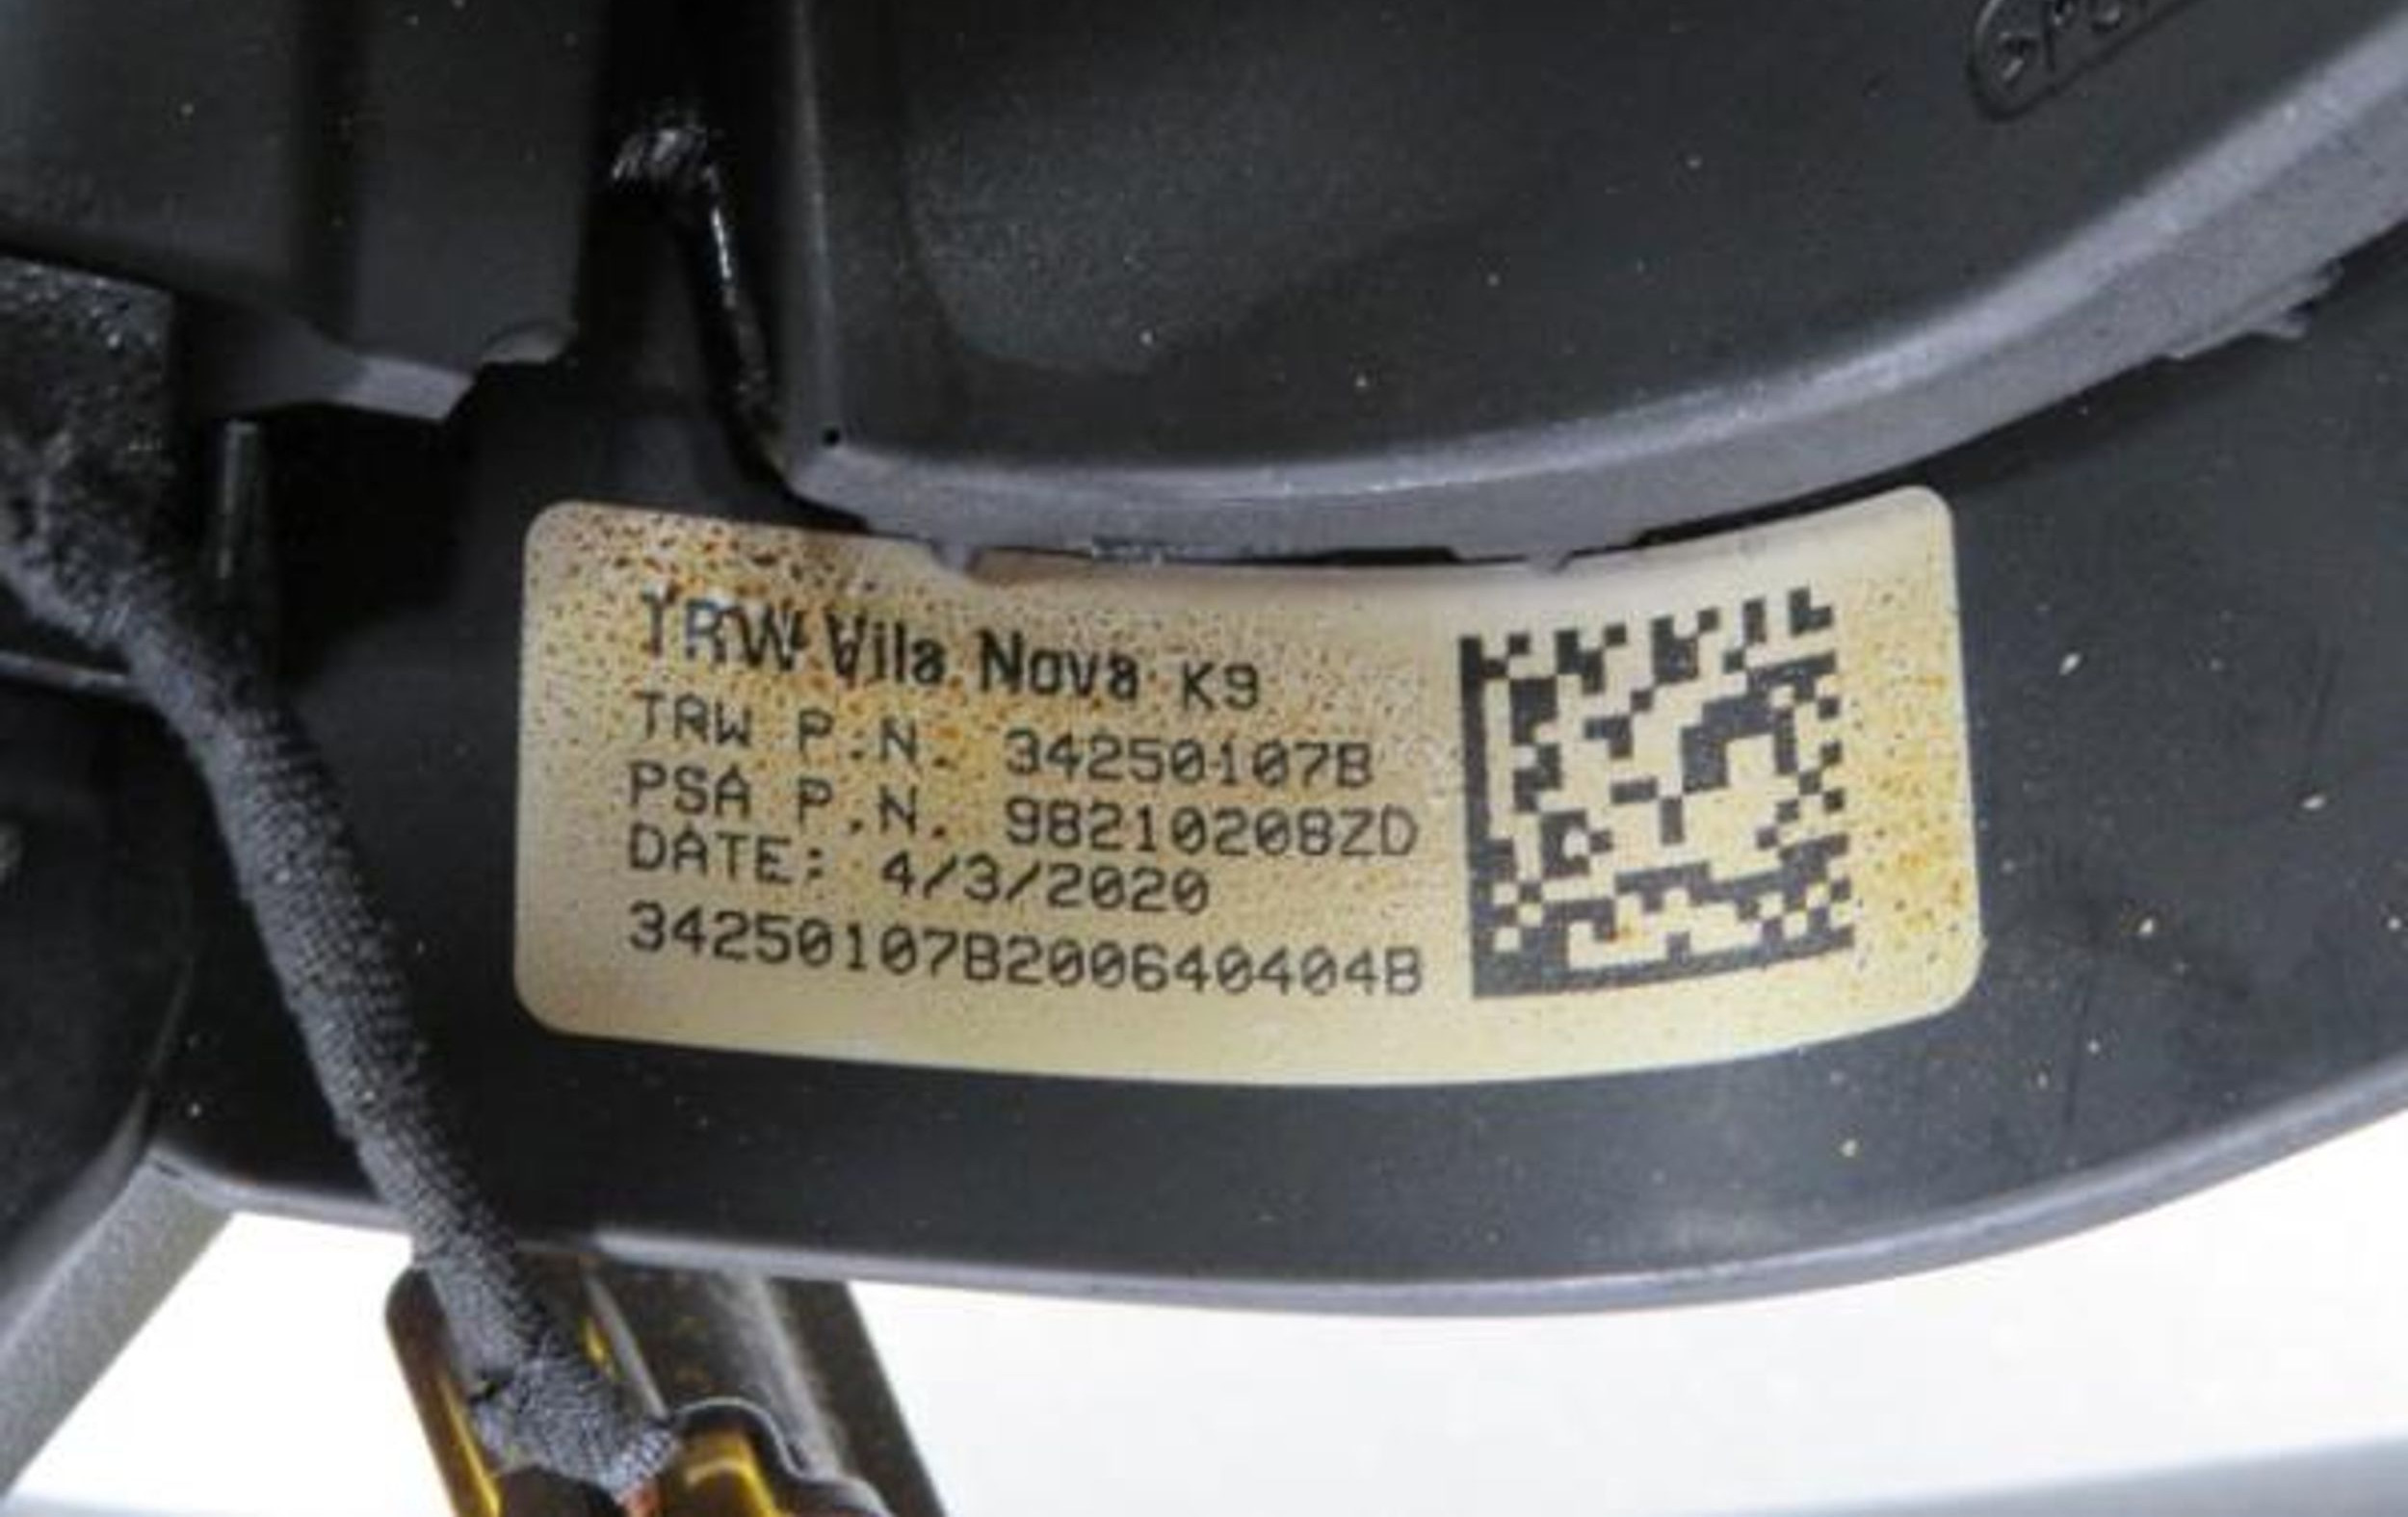 TRW Vila Nova K9
TRW P.N. 34250107B
PSA P.N. 98210208ZD
DATE: 4/3/2020
34250107B200640404B